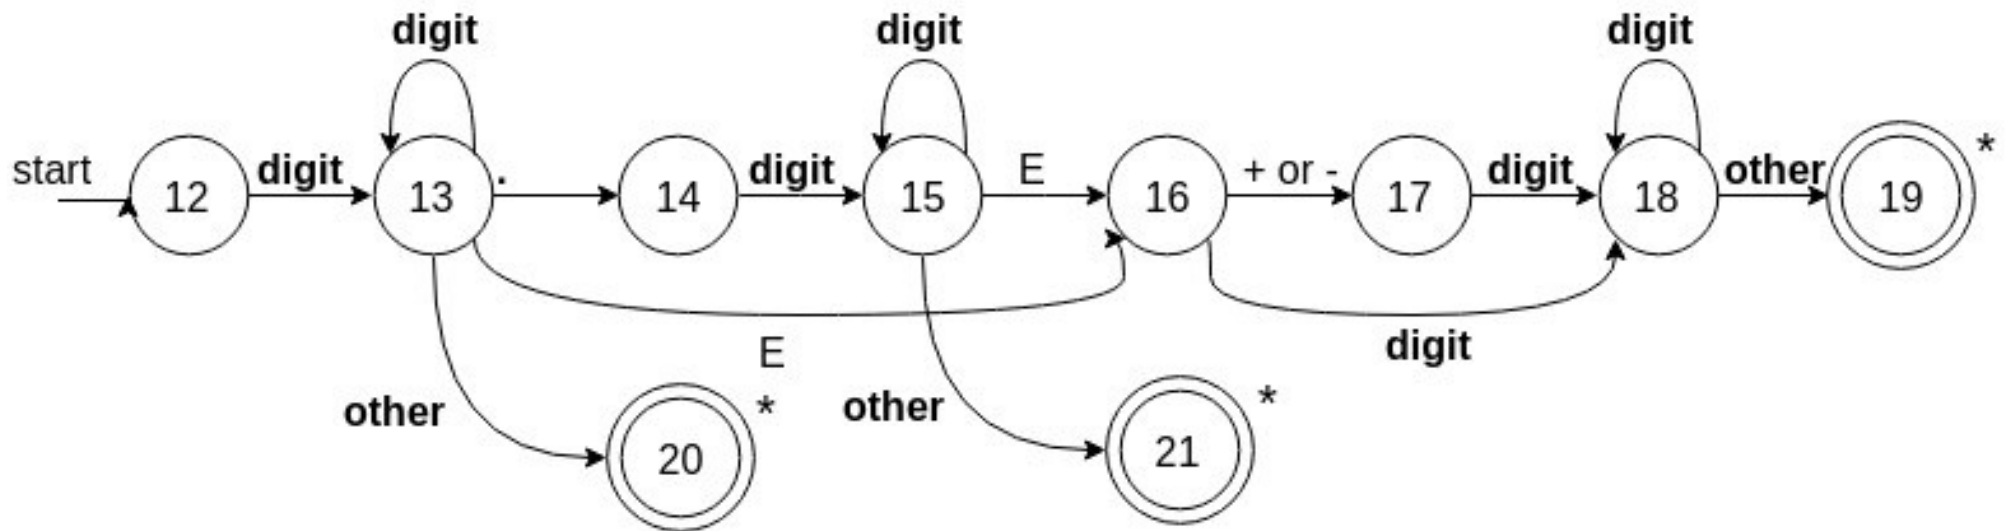 digit digit digit
start 12 digit 13 . 14 digit 15 E 16 + or - 17 digit 18 other 19 *
E digit
other 20 * other 21 *